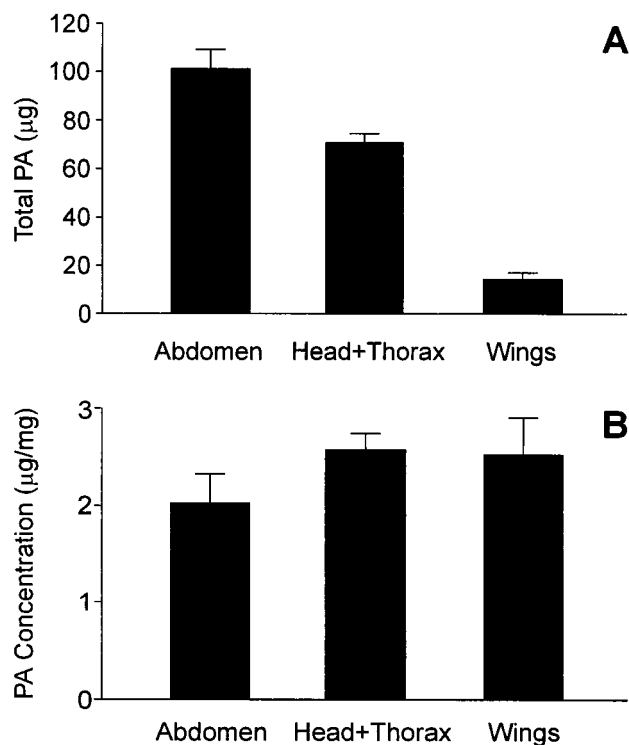 A
Total PA (µg)
120
100
80
60
40
20
0
Abdomen Head+Thorax Wings
B
PA Concentration (µg/mg)
3
2
1
0
Abdomen Head+Thorax Wings